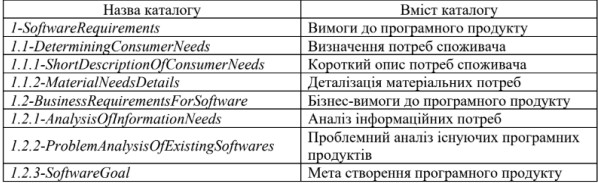 Назва каталогу Вміст каталогу
1-SoftwareRequirements Вимоги до програмного продукту
1.1-DeterminingConsumerNeeds Визначення потреб споживача
1.1.1-ShortDescriptionOfConsumerNeeds Короткий опис потреб споживача
1.1.2-MaterialNeedsDetails Деталізація матеріальних потреб
1.2-BusinessRequirementsForSoftware Бізнес-вимоги до програмного продукту
1.2.1-AnalysisOfInformationNeeds Аналіз інформаційних потреб
1.2.2-ProblemAnalysisOfExistingSoftwares Проблемний аналіз існуючих програмних
продуктів
1.2.3-SoftwareGoal Мета створення програмного продукту